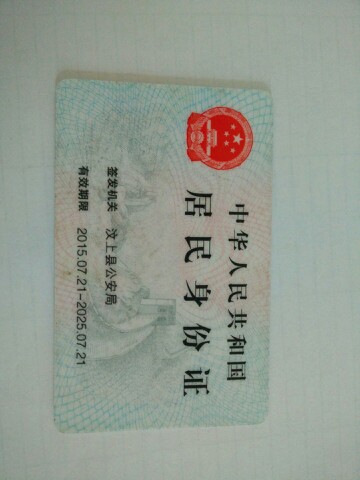 中华人民共和国
居民身份证
签发机关 汶上县公安局
有效期限 2015.07.21-2025.07.21